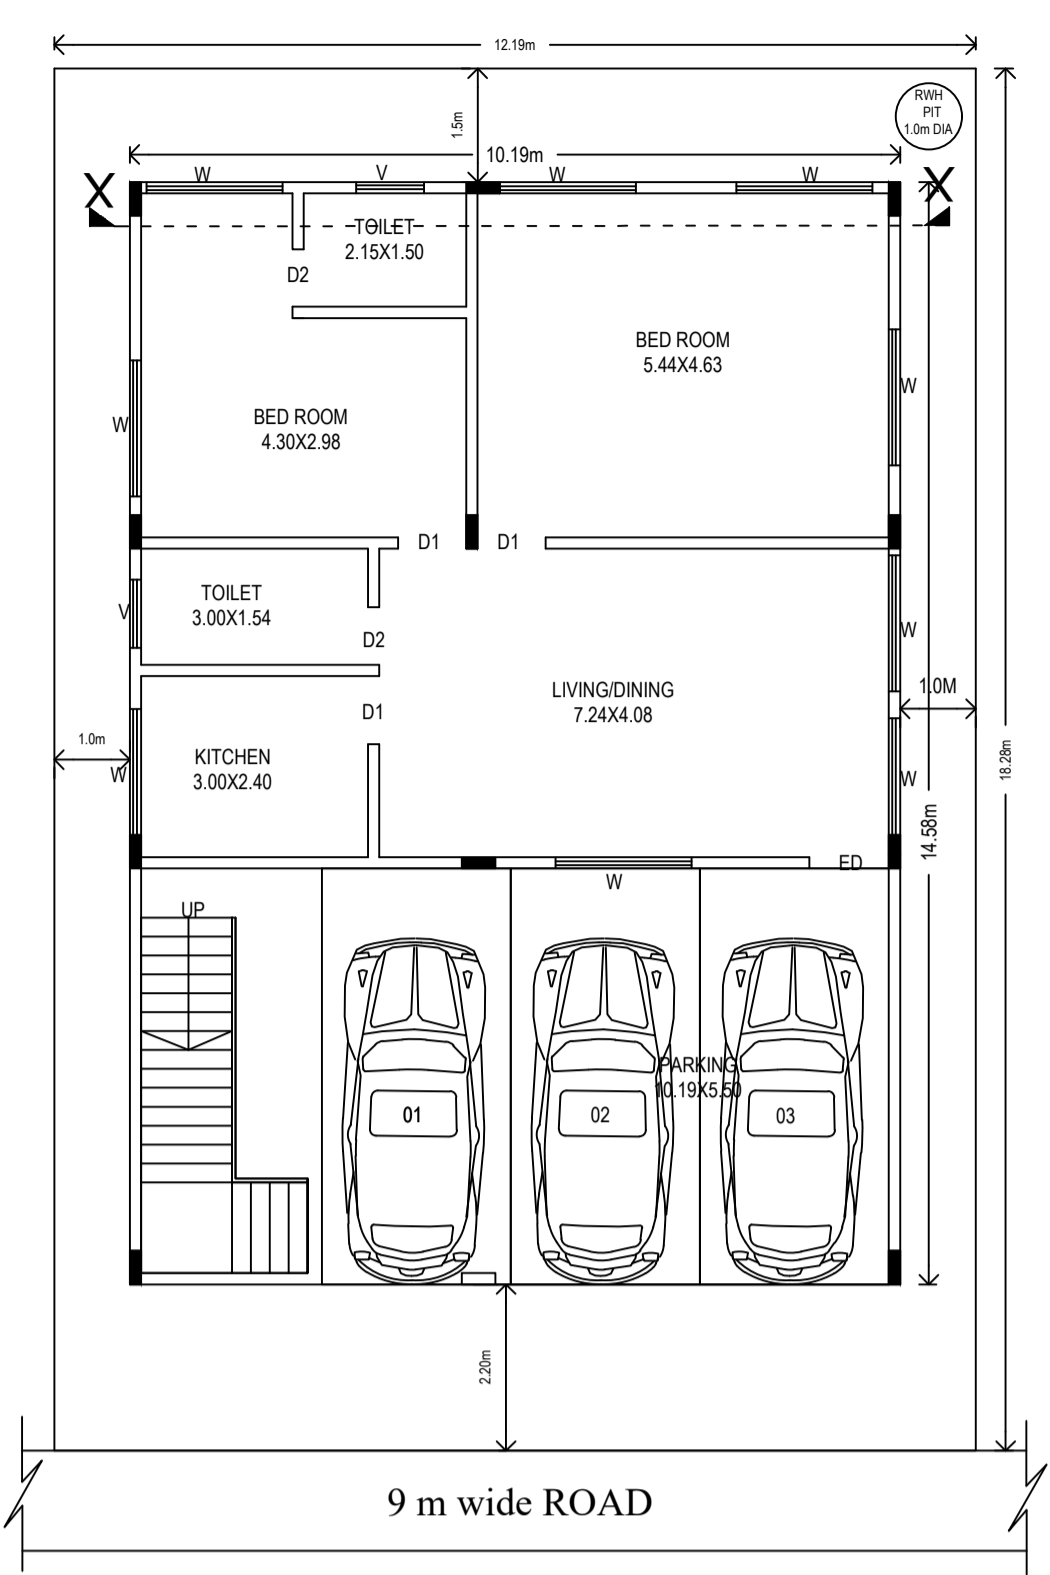 12.19m
RWH
PIT
1.0m DIA
1.5m
10.19m
W
V
W
W
X
X
TOILET
2.15X1.50
D2
BED ROOM
5.44X4.63
W
BED ROOM
4.30X2.98
W
D1
D1
TOILET
3.00X1.54
V
D2
W
LIVING/DINING
7.24X4.08
1.0M
D1
1.0m
18.28m
KITCHEN
3.00X2.40
W
W
14.58m
ED
W
UP
PARKING
10.19X5.50
01
02
03
2.20m
9 m wide ROAD